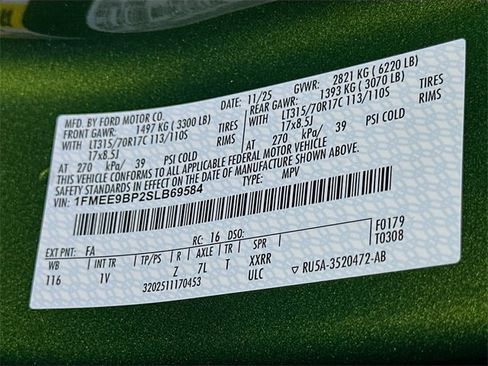 MFD. BY FORD MOTOR CO. DATE: 11/25 GVWR: 2821 KG ( 6220 LB)
FRONT GAWR: 1497 KG ( 3300 LB) REAR GAWR: 1393 KG ( 3070 LB)
LT315/70R17C 113/110S TIRES WITH LT315/70R17C 113/110S TIRES
17x8.5J RIMS 17x8.5J RIMS
AT 270 kPa/ 39 PSI COLD AT 270 kPa/ 39 PSI COLD
THIS VEHICLE CONFORMS TO ALL APPLICABLE FEDERAL MOTOR VEHICLE
SAFETY STANDARDS IN EFFECT ON THE DATE OF MANUFACTURE SHOWN ABOVE.
VIN: 1FMEE9BP2SLB69584 TYPE: MPV
EXT PNT: FA RC: 16 DSO: F0179
WB INT TR TP/PS R AXLE TR SPR T0308
116 1V Z 7L T XXRR
3202511170453 ULC ▽ RU5A-3520472-AB